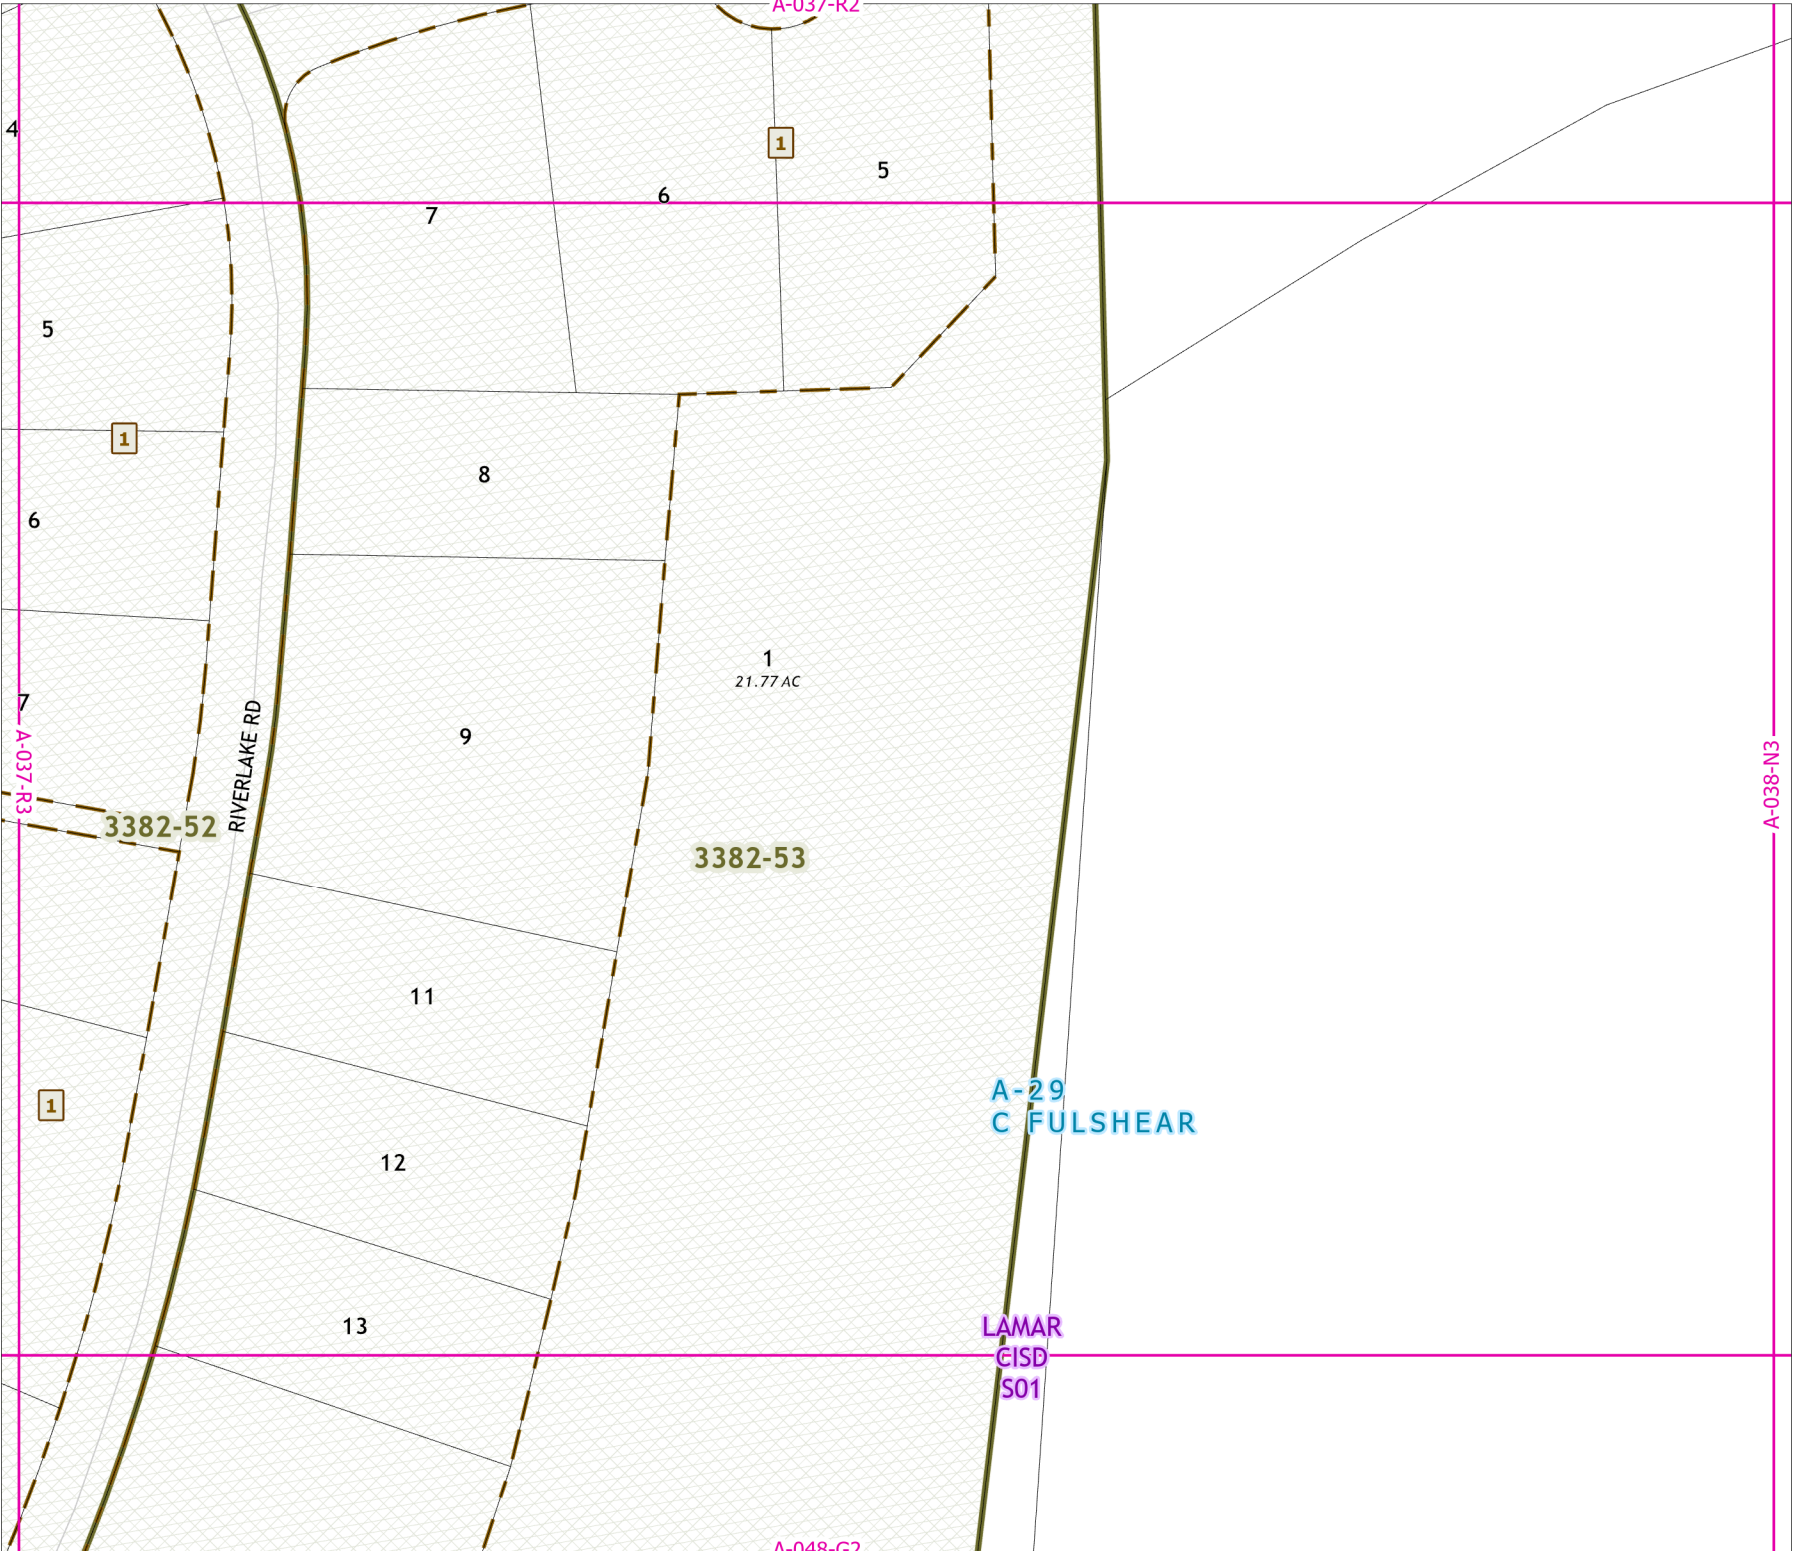 A-037-R2
4
1
5
6
7
5
1
8
6
1
21.77 AC
7
9
A-037-R3
RIVERLAKE RD
A-038-N3
3382-52
3382-53
11
1
A-29
C FULSHEAR
12
13
LAMAR
CISD
S01
A-048-G2